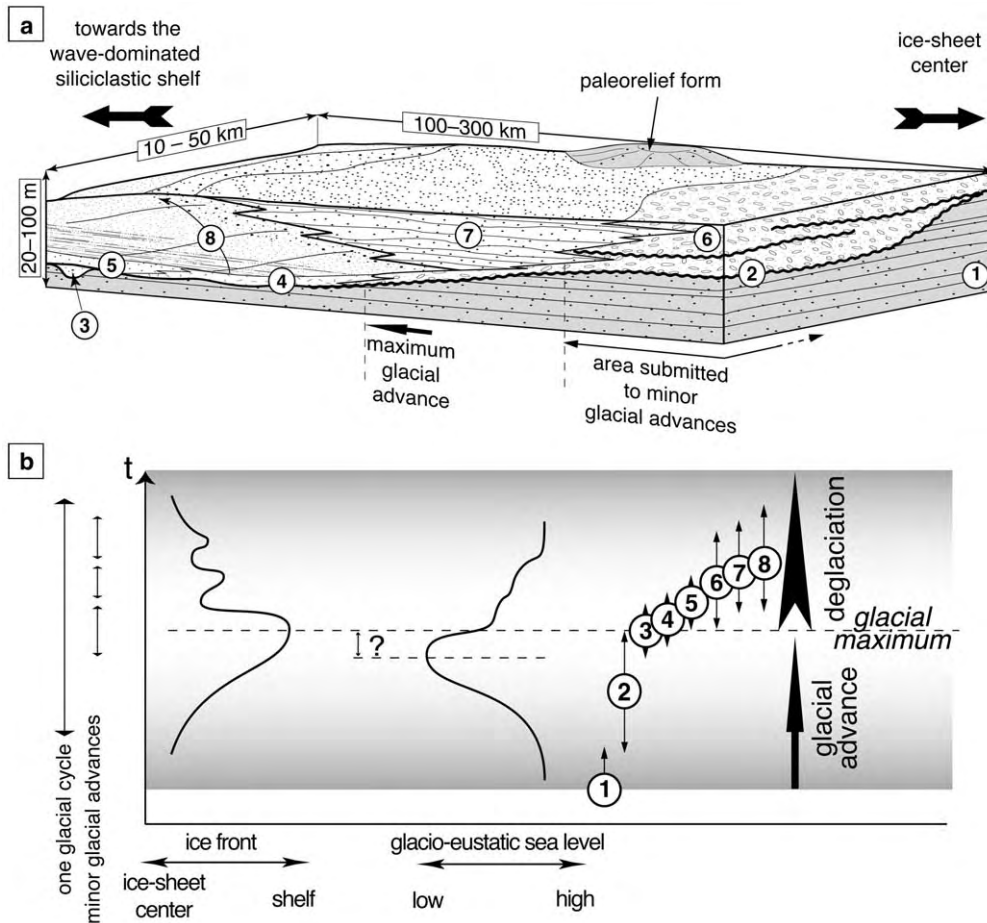 a
towards the
wave-dominated
siliciclastic shelf
ice-sheet
center
paleorelief form
10 – 50 km
100–300 km
20–100 m
8
7
6
5
4
2
1
3
maximum
glacial
advance
area submitted
to minor
glacial advances
b
t
one glacial cycle
minor glacial advances
?
1
2
3
4
5
6
7
8
deglaciation
glacial
maximum
glacial
advance
ice front
glacio-eustatic sea level
ice-sheet
center
shelf
low
high